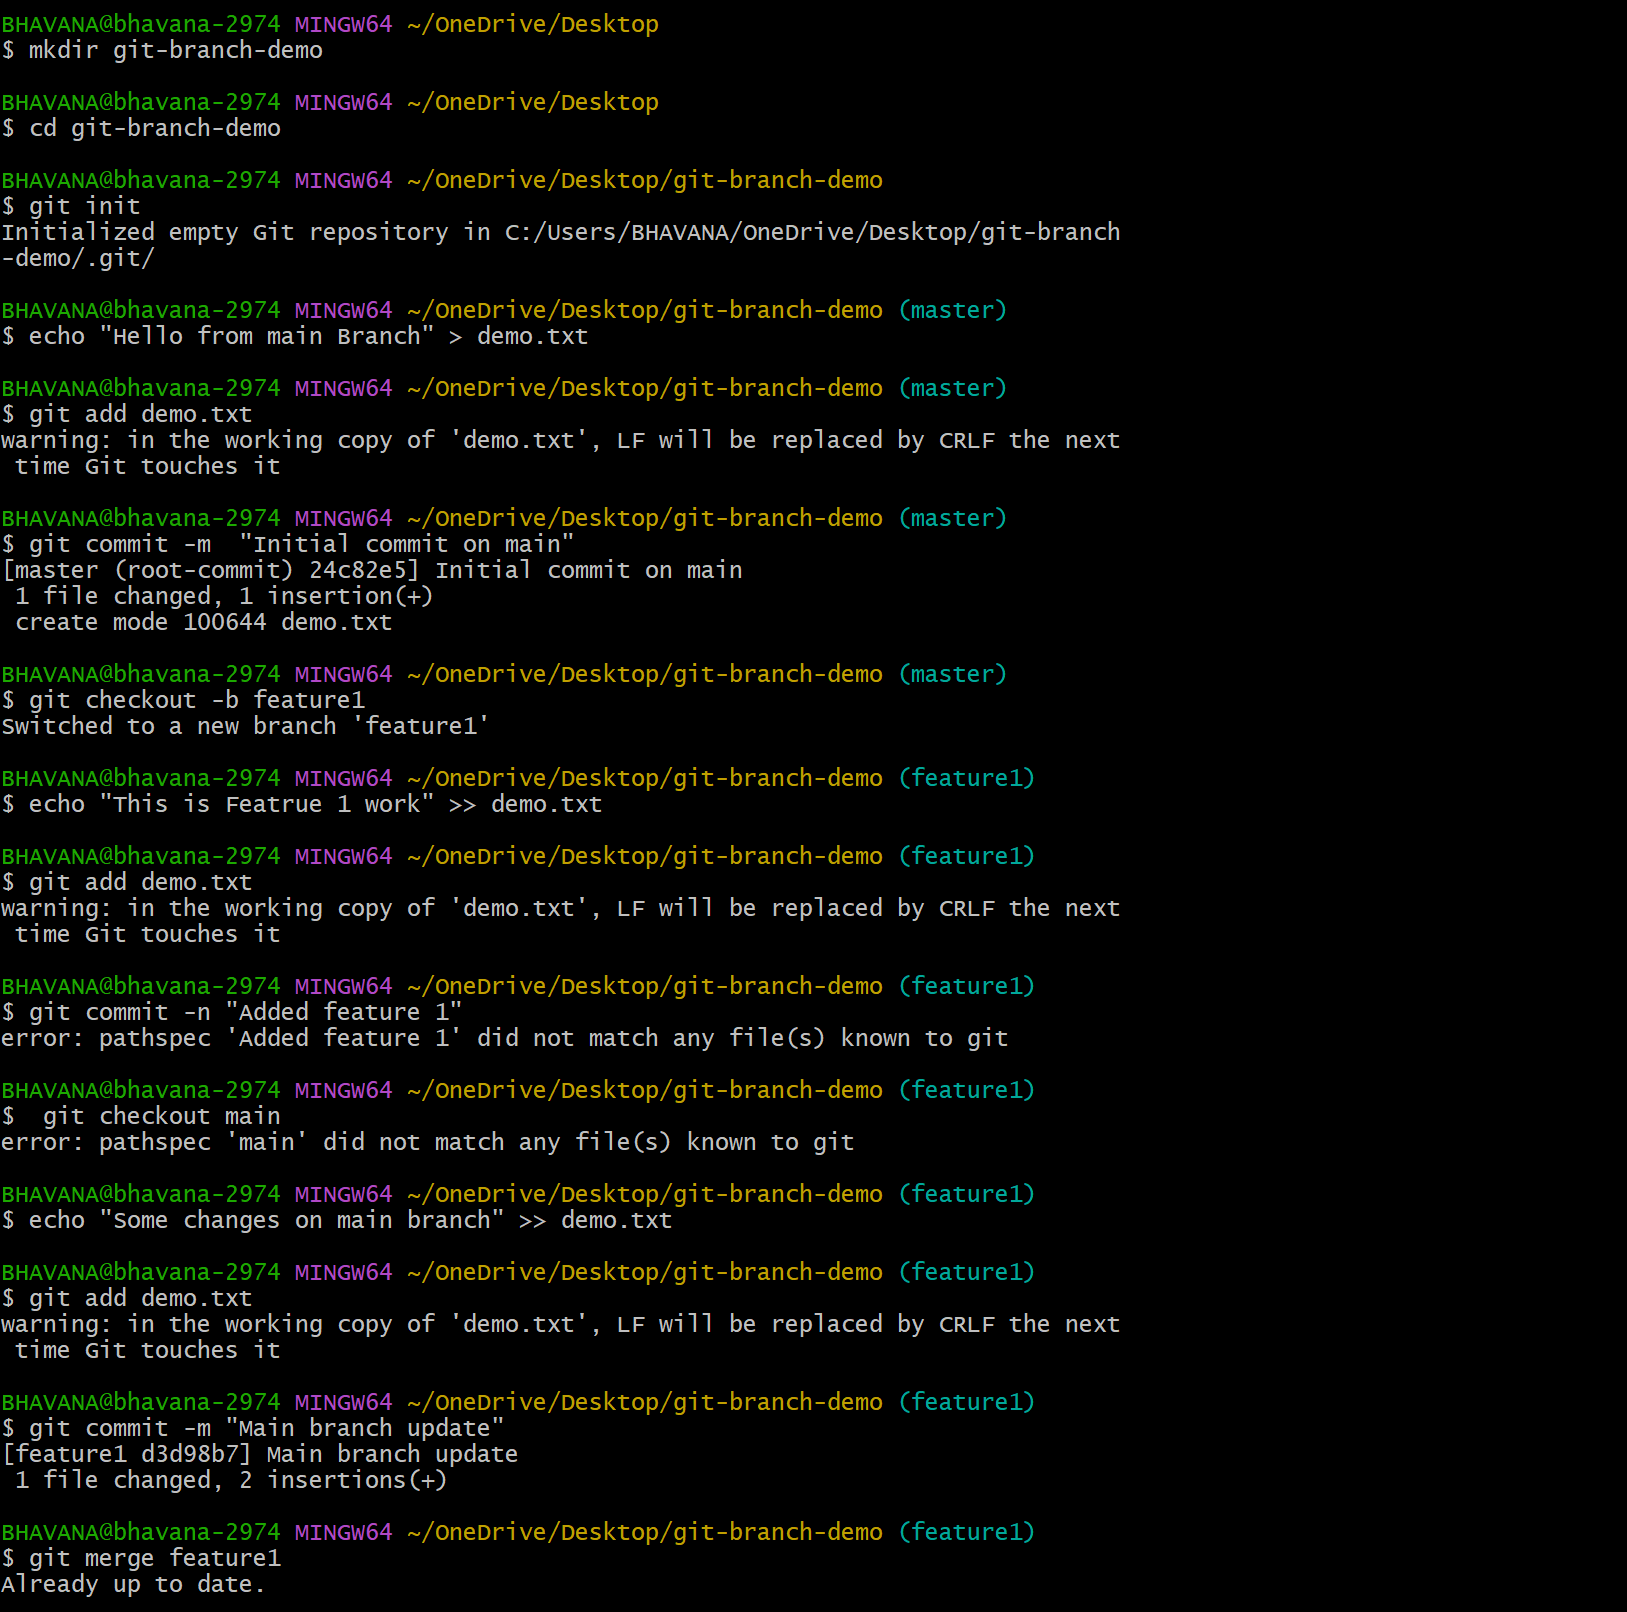 BHAVANA@bhavana-2974 MINGW64 ~/OneDrive/Desktop
$ mkdir git-branch-demo
BHAVANA@bhavana-2974 MINGW64 ~/OneDrive/Desktop
$ cd git-branch-demo
BHAVANA@bhavana-2974 MINGW64 ~/OneDrive/Desktop/git-branch-demo
$ git init
Initialized empty Git repository in C:/Users/BHAVANA/OneDrive/Desktop/git-branch
-demo/.git/
BHAVANA@bhavana-2974 MINGW64 ~/OneDrive/Desktop/git-branch-demo (master)
$ echo "Hello from main Branch" > demo.txt
BHAVANA@bhavana-2974 MINGW64 ~/OneDrive/Desktop/git-branch-demo (master)
$ git add demo.txt
warning: in the working copy of 'demo.txt', LF will be replaced by CRLF the next
 time Git touches it
BHAVANA@bhavana-2974 MINGW64 ~/OneDrive/Desktop/git-branch-demo (master)
$ git commit -m  "Initial commit on main"
[master (root-commit) 24c82e5] Initial commit on main
 1 file changed, 1 insertion(+)
 create mode 100644 demo.txt
BHAVANA@bhavana-2974 MINGW64 ~/OneDrive/Desktop/git-branch-demo (master)
$ git checkout -b feature1
Switched to a new branch 'feature1'
BHAVANA@bhavana-2974 MINGW64 ~/OneDrive/Desktop/git-branch-demo (feature1)
$ echo "This is Featrue 1 work" >> demo.txt
BHAVANA@bhavana-2974 MINGW64 ~/OneDrive/Desktop/git-branch-demo (feature1)
$ git add demo.txt
warning: in the working copy of 'demo.txt', LF will be replaced by CRLF the next
 time Git touches it
BHAVANA@bhavana-2974 MINGW64 ~/OneDrive/Desktop/git-branch-demo (feature1)
$ git commit -n "Added feature 1"
error: pathspec 'Added feature 1' did not match any file(s) known to git
BHAVANA@bhavana-2974 MINGW64 ~/OneDrive/Desktop/git-branch-demo (feature1)
$  git checkout main
error: pathspec 'main' did not match any file(s) known to git
BHAVANA@bhavana-2974 MINGW64 ~/OneDrive/Desktop/git-branch-demo (feature1)
$ echo "Some changes on main branch" >> demo.txt
BHAVANA@bhavana-2974 MINGW64 ~/OneDrive/Desktop/git-branch-demo (feature1)
$ git add demo.txt
warning: in the working copy of 'demo.txt', LF will be replaced by CRLF the next
 time Git touches it
BHAVANA@bhavana-2974 MINGW64 ~/OneDrive/Desktop/git-branch-demo (feature1)
$ git commit -m "Main branch update"
[feature1 d3d98b7] Main branch update
 1 file changed, 2 insertions(+)
BHAVANA@bhavana-2974 MINGW64 ~/OneDrive/Desktop/git-branch-demo (feature1)
$ git merge feature1
Already up to date.